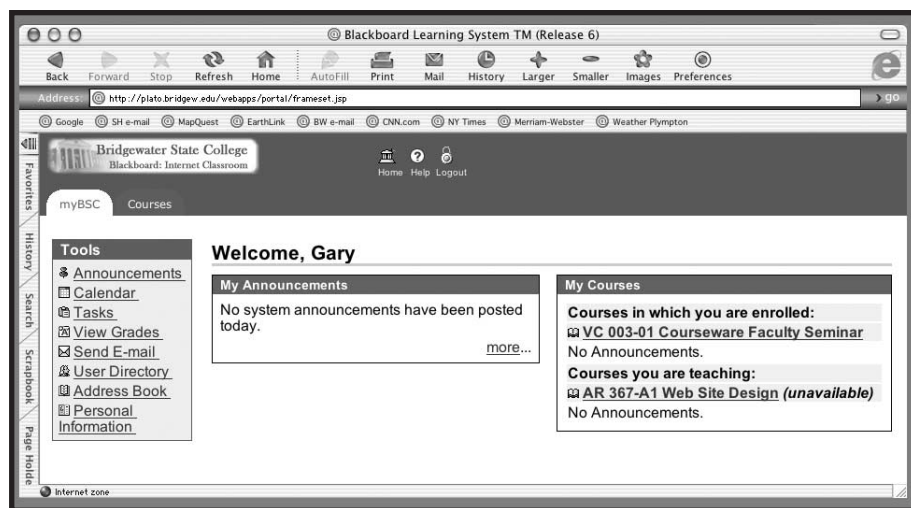 Blackboard Learning System TM (Release 6)
Back Forward Stop Refresh Home AutoFill Print Mail History Larger Smaller Images Preferences
Address: http://plato.bridgew.edu/webapps/portal/frameset.jsp go
Google SH e-mail MapQuest EarthLink BW e-mail CNN.com NY Times Merriam-Webster Weather Plympton
Favorites
History
Search
Scrapbook
Page Holde
Bridgewater State College
Blackboard: Internet Classroom
Home Help Logout
myBSC Courses
Tools
Announcements
Calendar
Tasks
View Grades
Send E-mail
User Directory
Address Book
Personal
Information
Welcome, Gary
My Announcements
No system announcements have been posted
today.
more...
My Courses
Courses in which you are enrolled:
VC 003-01 Courseware Faculty Seminar
No Announcements.
Courses you are teaching:
AR 367-A1 Web Site Design (unavailable)
No Announcements.
Internet zone